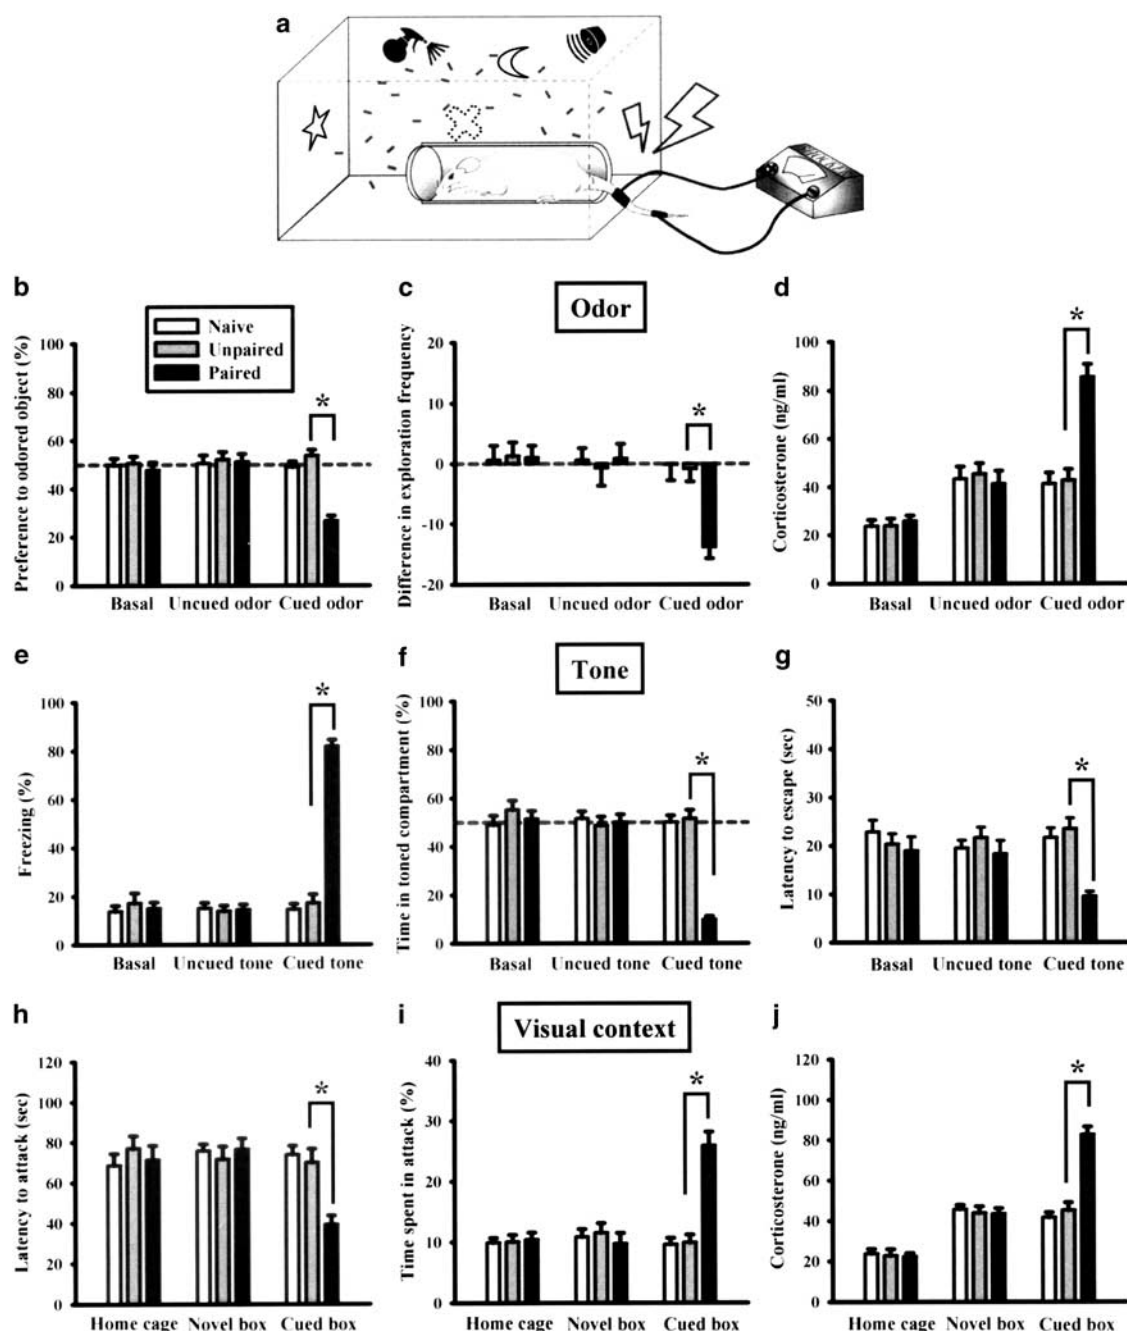 a
b
c
Odor
d
Naive
Unpaired
Paired
Preference to odored object (%)
100
80
60
40
20
0
Basal Uncued odor Cued odor
*
Difference in exploration frequency
20
10
0
-10
-20
Basal Uncued odor Cued odor
*
Corticosterone (ng/ml)
100
80
60
40
20
0
Basal Uncued odor Cued odor
*
e
f
Tone
g
Freezing (%)
100
80
60
40
20
0
Basal Uncued tone Cued tone
*
Time in toned compartment (%)
100
80
60
40
20
0
Basal Uncued tone Cued tone
*
Latency to escape (sec)
50
40
30
20
10
0
Basal Uncued tone Cued tone
*
h
i
Visual context
j
Latency to attack (sec)
120
100
80
60
40
20
0
Home cage Novel box Cued box
*
Time spent in attack (%)
40
30
20
10
0
Home cage Novel box Cued box
*
Corticosterone (ng/ml)
120
100
80
60
40
20
0
Home cage Novel box Cued box
*